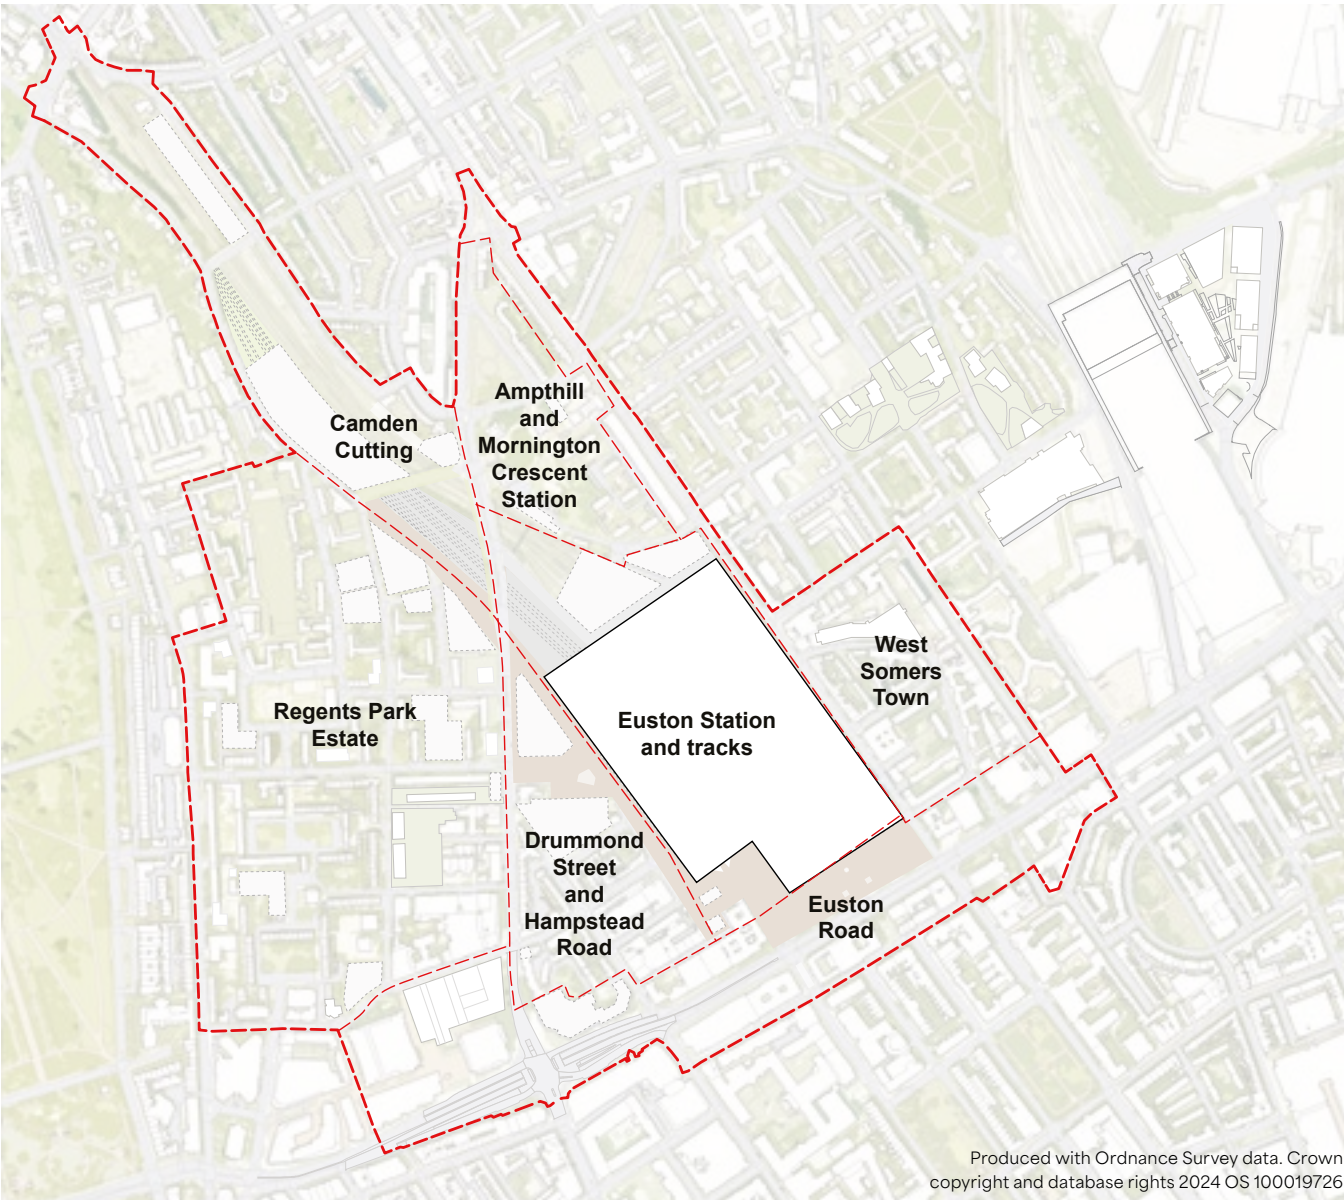 Ampthill
and
Mornington
Crescent
Station
Camden
Cutting
West
Somers
Town
Regents Park
Estate
Euston Station
and tracks
Drummond
Street
and
Hampstead
Road
Euston
Road
Produced with Ordnance Survey data. Crown
copyright and database rights 2024 OS 100019726